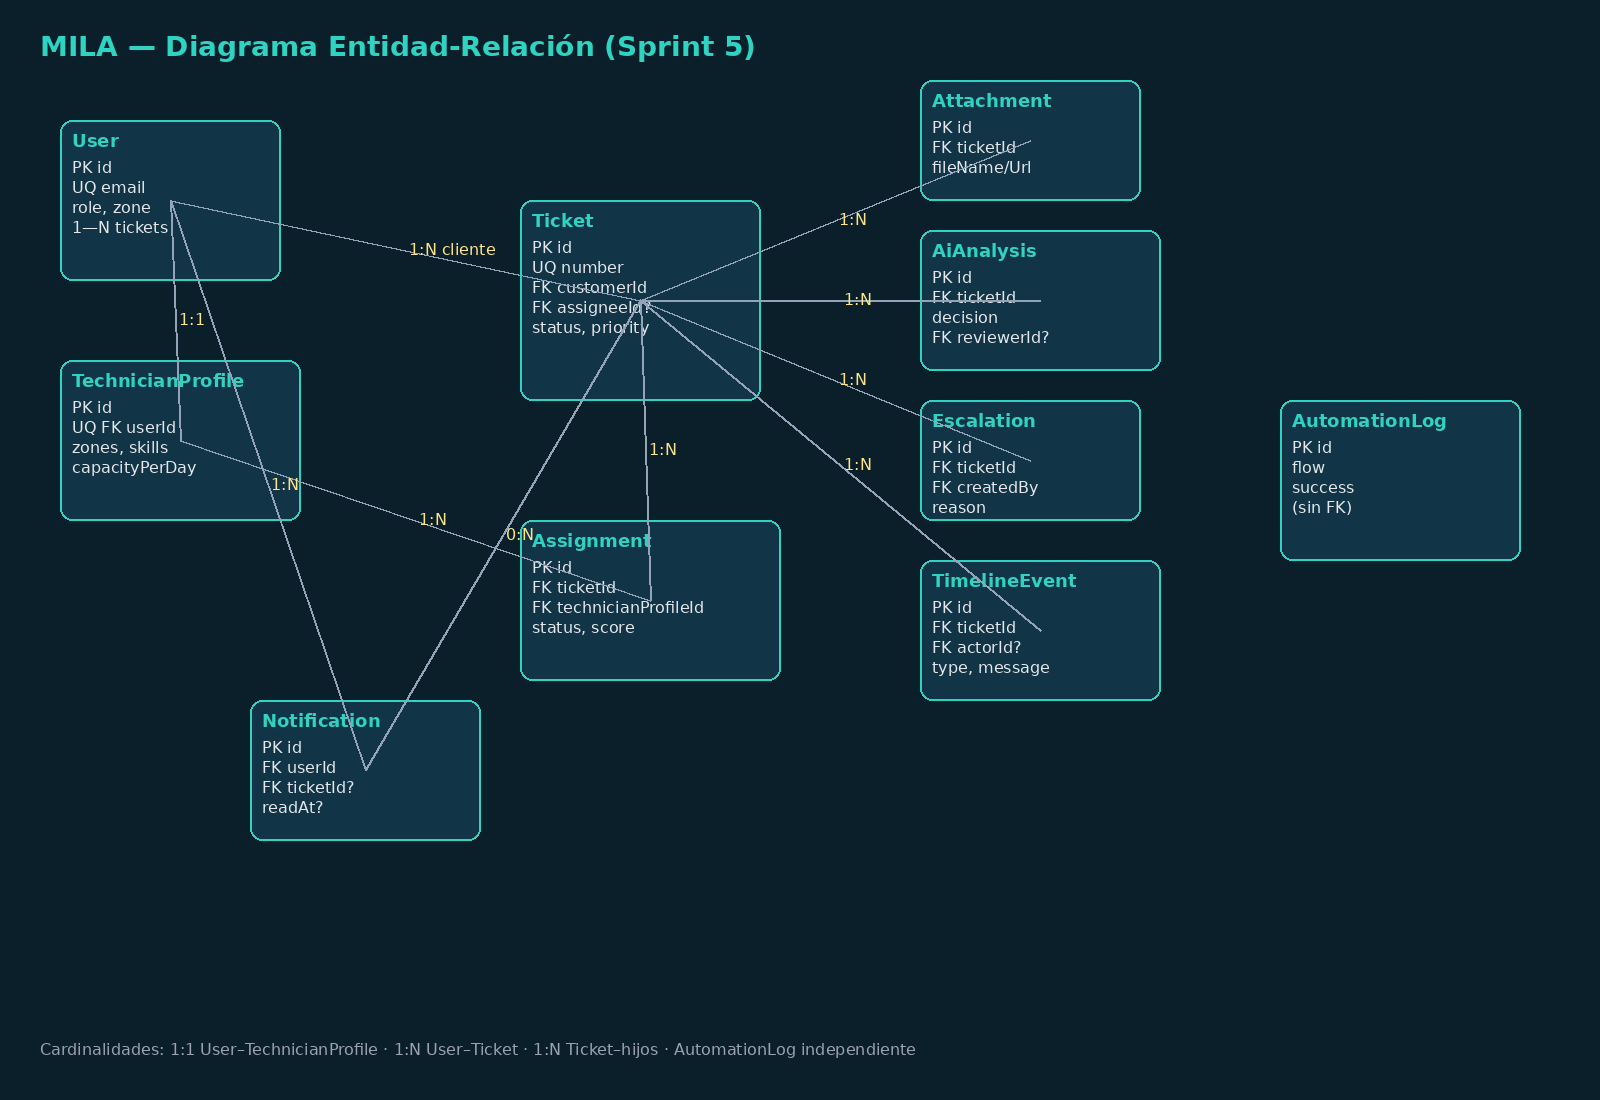 MILA — Diagrama Entidad-Relación (Sprint 5)
User
PK id
UQ email
role, zone
1—N tickets
TechnicianProfile
PK id
UQ FK userId
zones, skills
capacityPerDay
Ticket
PK id
UQ number
FK customerId
FK assigneeId?
status, priority
Assignment
PK id
FK ticketId
FK technicianProfileId
status, score
Notification
PK id
FK userId
FK ticketId?
readAt?
Attachment
PK id
FK ticketId
fileName/Url
AiAnalysis
PK id
FK ticketId
decision
FK reviewerId?
Escalation
PK id
FK ticketId
FK createdBy
reason
TimelineEvent
PK id
FK ticketId
FK actorId?
type, message
AutomationLog
PK id
flow
success
(sin FK)
1:N cliente
1:1
1:N
1:N
0:N
1:N
1:N
1:N
1:N
1:N
Cardinalidades: 1:1 User–TechnicianProfile · 1:N User–Ticket · 1:N Ticket–hijos · AutomationLog independiente